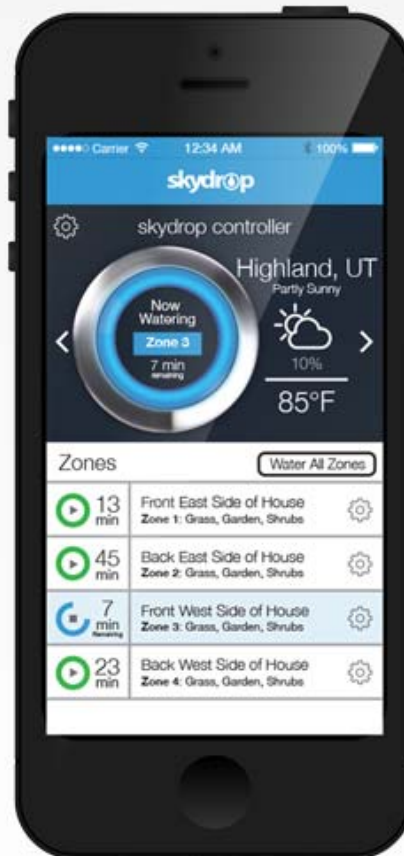 Carrier 12:34 AM 100%
skydrop
skydrop controller
Now
Watering
Zone 3
7 min
remaining
Highland, UT
Partly Sunny
10%
85°F
Zones
Water All Zones
13
min
Front East Side of House
Zone 1: Grass, Garden, Shrubs
45
min
Back East Side of House
Zone 2: Grass, Garden, Shrubs
7
min
Remaining
Front West Side of House
Zone 3: Grass, Garden, Shrubs
23
min
Back West Side of House
Zone 4: Grass, Garden, Shrubs